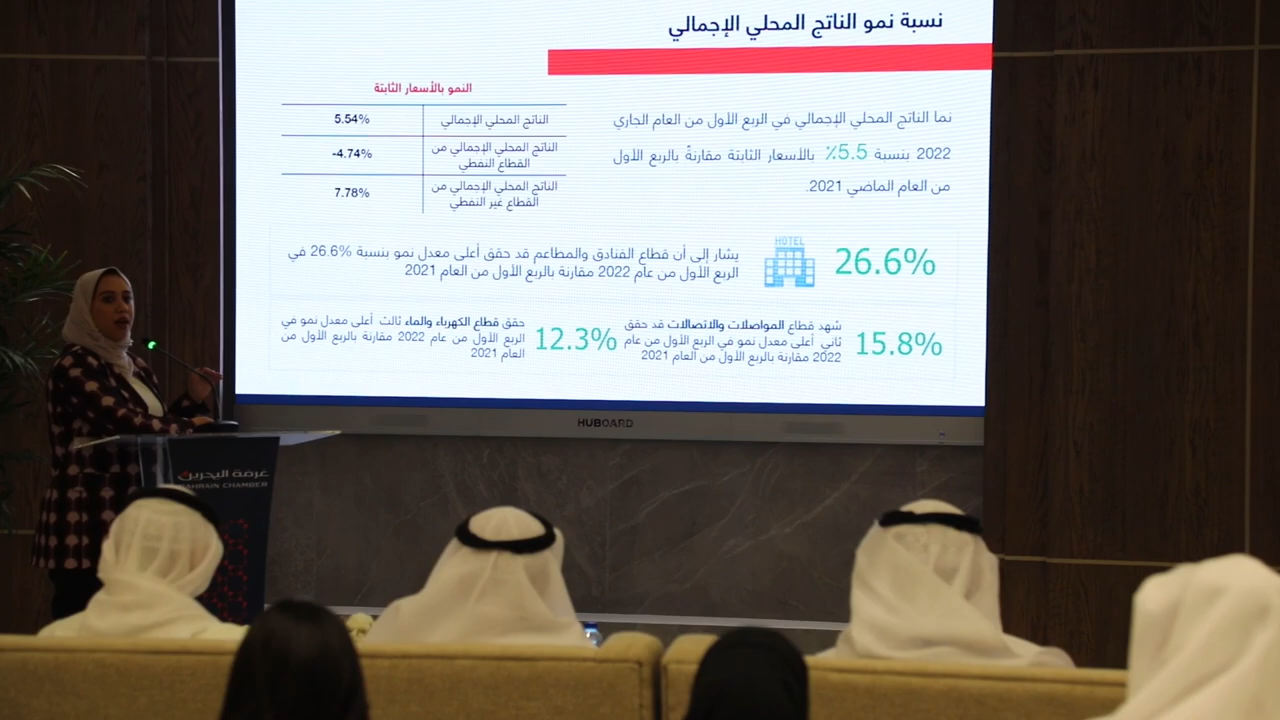 نسبة نمو الناتج المحلي الإجمالي
نما الناتج المحلي الإجمالي في الربع الأول من العام الجاري
2022 بنسبة 5.5٪ بالأسعار الثابتة مقارنةً بالربع الأول
من العام الماضي 2021.
النمو بالأسعار الثابتة
الناتج المحلي الإجمالي 5.54%
الناتج المحلي الإجمالي من
القطاع النفطي
-4.74%
الناتج المحلي الإجمالي من
القطاع غير النفطي
7.78%
26.6%
HOTEL
يشار إلى أن قطاع الفنادق والمطاعم قد حقق أعلى معدل نمو بنسبة 26.6% في
الربع الأول من عام 2022 مقارنة بالربع الأول من العام 2021
15.8%
شهد قطاع المواصلات والاتصالات قد حقق
ثاني أعلى معدل نمو في الربع الأول من عام
2022 مقارنة بالربع الأول من العام 2021
12.3%
حقق قطاع الكهرباء والماء ثالث أعلى معدل نمو في
الربع الأول من عام 2022 مقارنة بالربع الأول من
العام 2021
HUBOARD
غرفة البحرين
BAHRAIN CHAMBER